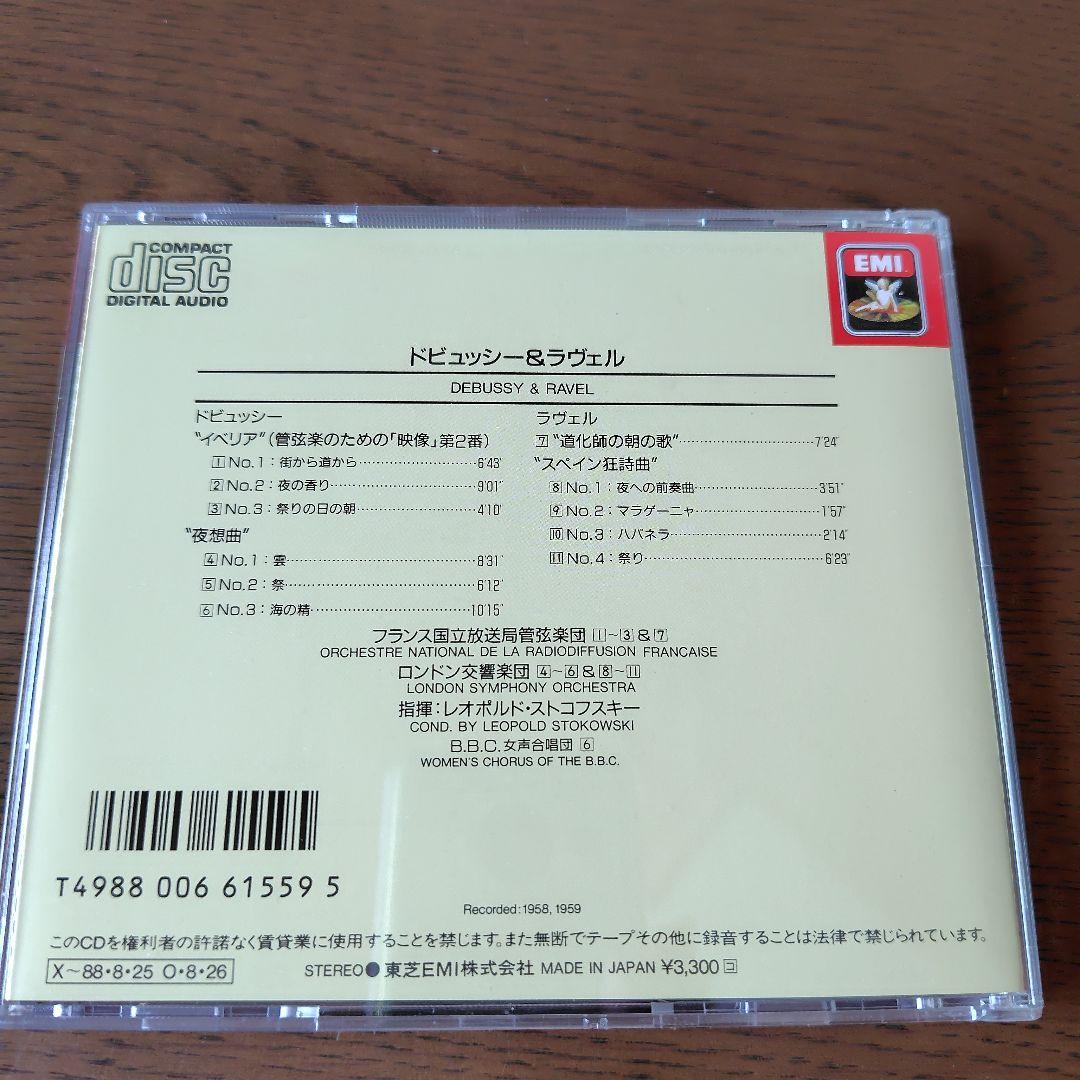 COMPACT
disc
DIGITAL AUDIO
EMI
ドビュッシー&ラヴェル
DEBUSSY & RAVEL
ドビュッシー
"イベリア"(管弦楽のための「映像」第2番)
1 No.1:街から道から 6'43"
2 No.2:夜の香り 9'01"
3 No.3:祭りの日の朝 4'10"
"夜想曲"
4 No.1:雲 8'31"
5 No.2:祭 6'12"
6 No.3:海の精 10'15"
ラヴェル
7 "道化師の朝の歌" 7'24"
"スペイン狂詩曲"
8 No.1:夜への前奏曲 3'51"
9 No.2:マラゲーニャ 1'57"
10 No.3:ハバネラ 2'14"
11 No.4:祭り 6'23"
フランス国立放送局管弦楽団 1~3&7
ORCHESTRE NATIONAL DE LA RADIODIFFUSION FRANCAISE
ロンドン交響楽団 4~6&8~11
LONDON SYMPHONY ORCHESTRA
指揮:レオポルド・ストコフスキー
COND. BY LEOPOLD STOKOWSKI
B.B.C.女声合唱団 6
WOMEN'S CHORUS OF THE B.B.C.
T4988 006 61559 5
Recorded:1958, 1959
このCDを権利者の許諾なく賃貸業に使用することを禁じます。また無断でテープその他に録音することは法律で禁じられています。
X~88・8・25 O・8・26
STEREO●東芝EMI株式会社 MADE IN JAPAN ¥3,300 コ